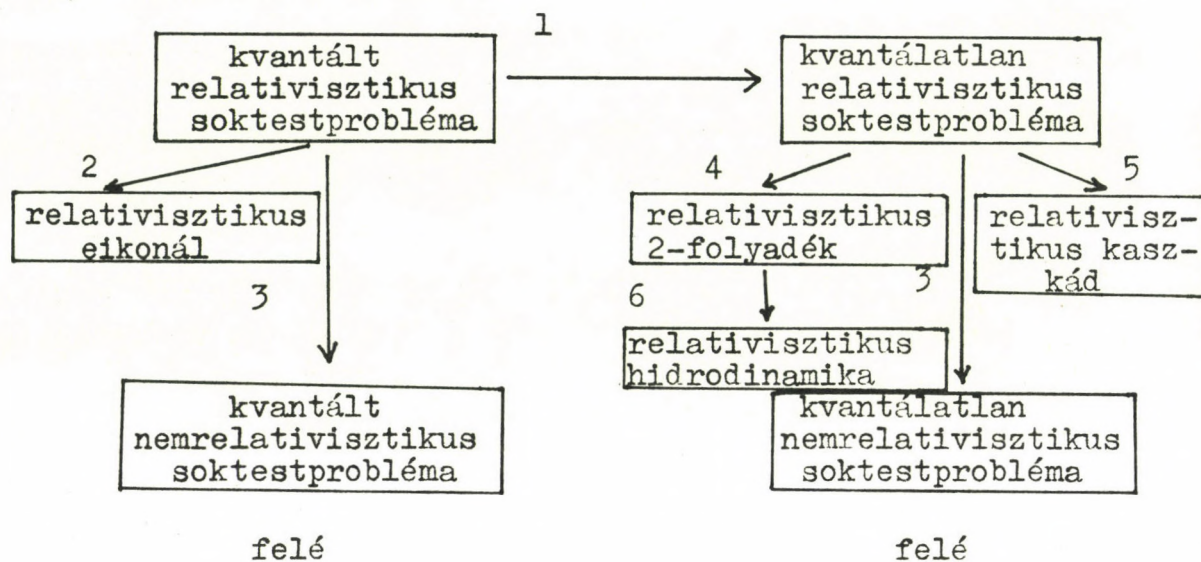 1
kvantált
relativisztikus
soktestprobléma
kvantálatlan
relativisztikus
soktestprobléma
2
4
5
relativisztikus
eikonál
relativisztikus
2-folyadék
relativisz-
tikus kasz-
kád
3
3
6
relativisztikus
hidrodinamika
kvantált
nemrelativisztikus
soktestprobléma
kvantálatlan
nemrelativisztikus
soktestprobléma
felé
felé